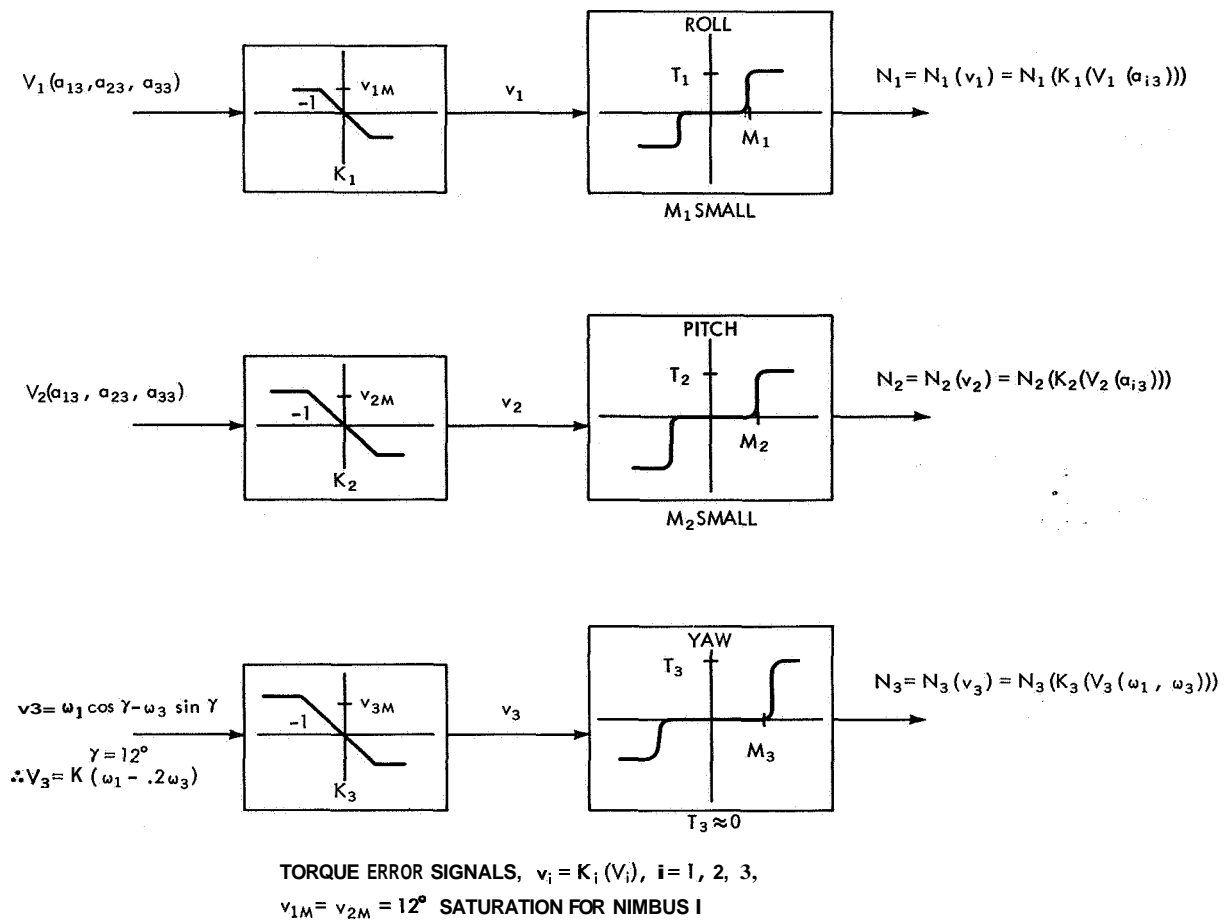 ROLL
V₁(a₁₃,a₂₃, a₃₃)
-1
v₁M
K₁
v₁
T₁
M₁
N₁= N₁(v₁) = N₁(K₁(V₁ (aᵢ₃)))
M₁ SMALL
PITCH
V₂(a₁₃, a₂₃, a₃₃)
-1
v₂M
K₂
v₂
T₂
M₂
N₂= N₂(v₂) = N₂(K₂(V₂ (aᵢ₃)))
M₂ SMALL
YAW
v3= ω₁ cos γ-ω₃ sin γ
γ = 12°
∴V₃= K (ω₁ - .2ω₃)
-1
v₃M
K₃
v₃
T₃
M₃
N₃= N₃(v₃) = N₃(K₃(V₃(ω₁, ω₃)))
T₃ ≈ 0
TORQUE ERROR SIGNALS, vᵢ = Kᵢ (Vᵢ), i = 1, 2, 3,
v₁M = v₂M = 12° SATURATION FOR NIMBUS I